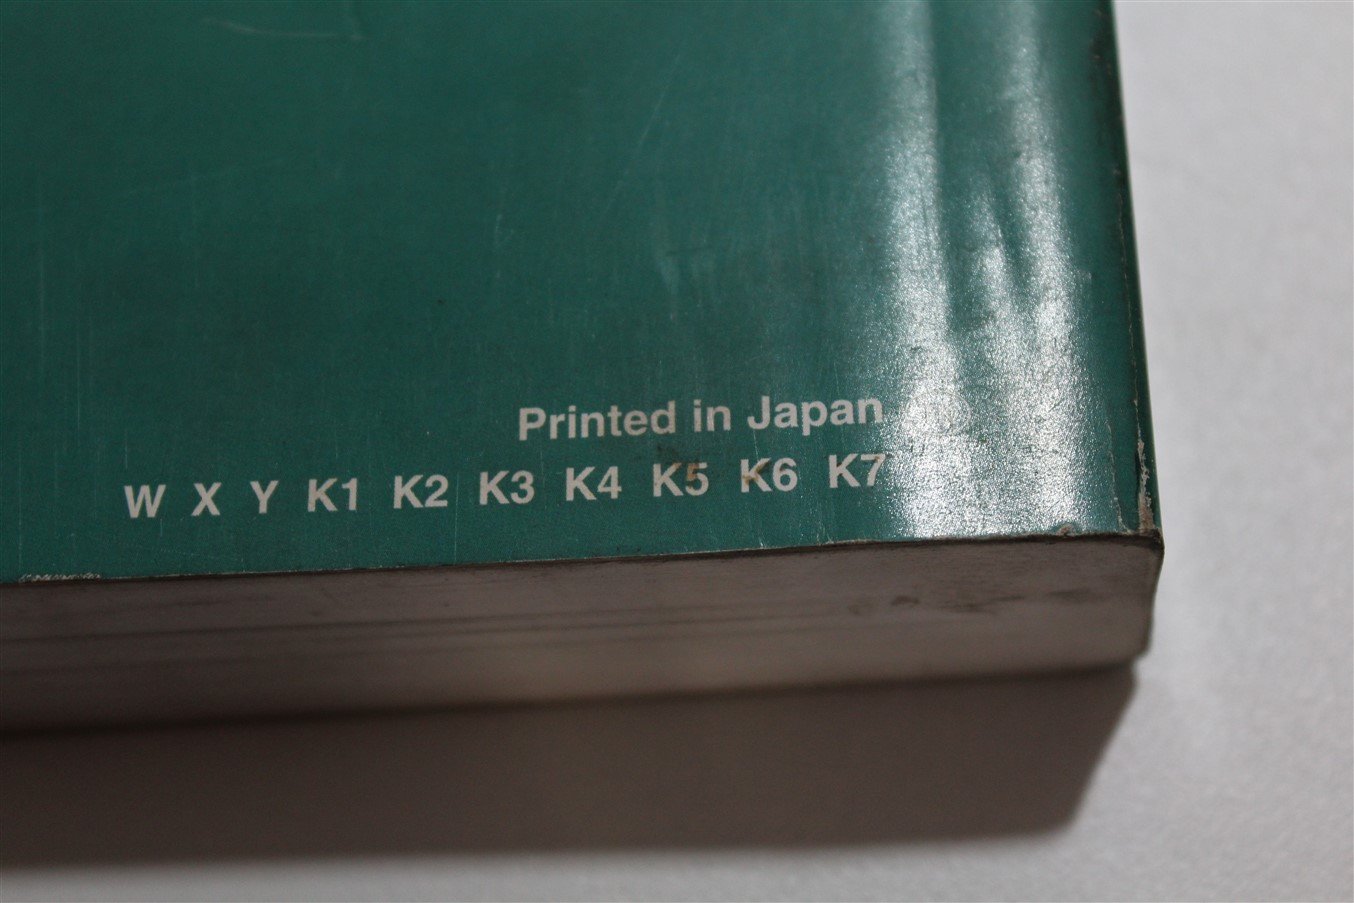 Printed in Japan
W X Y K1 K2 K3 K4 K5 K6 K7